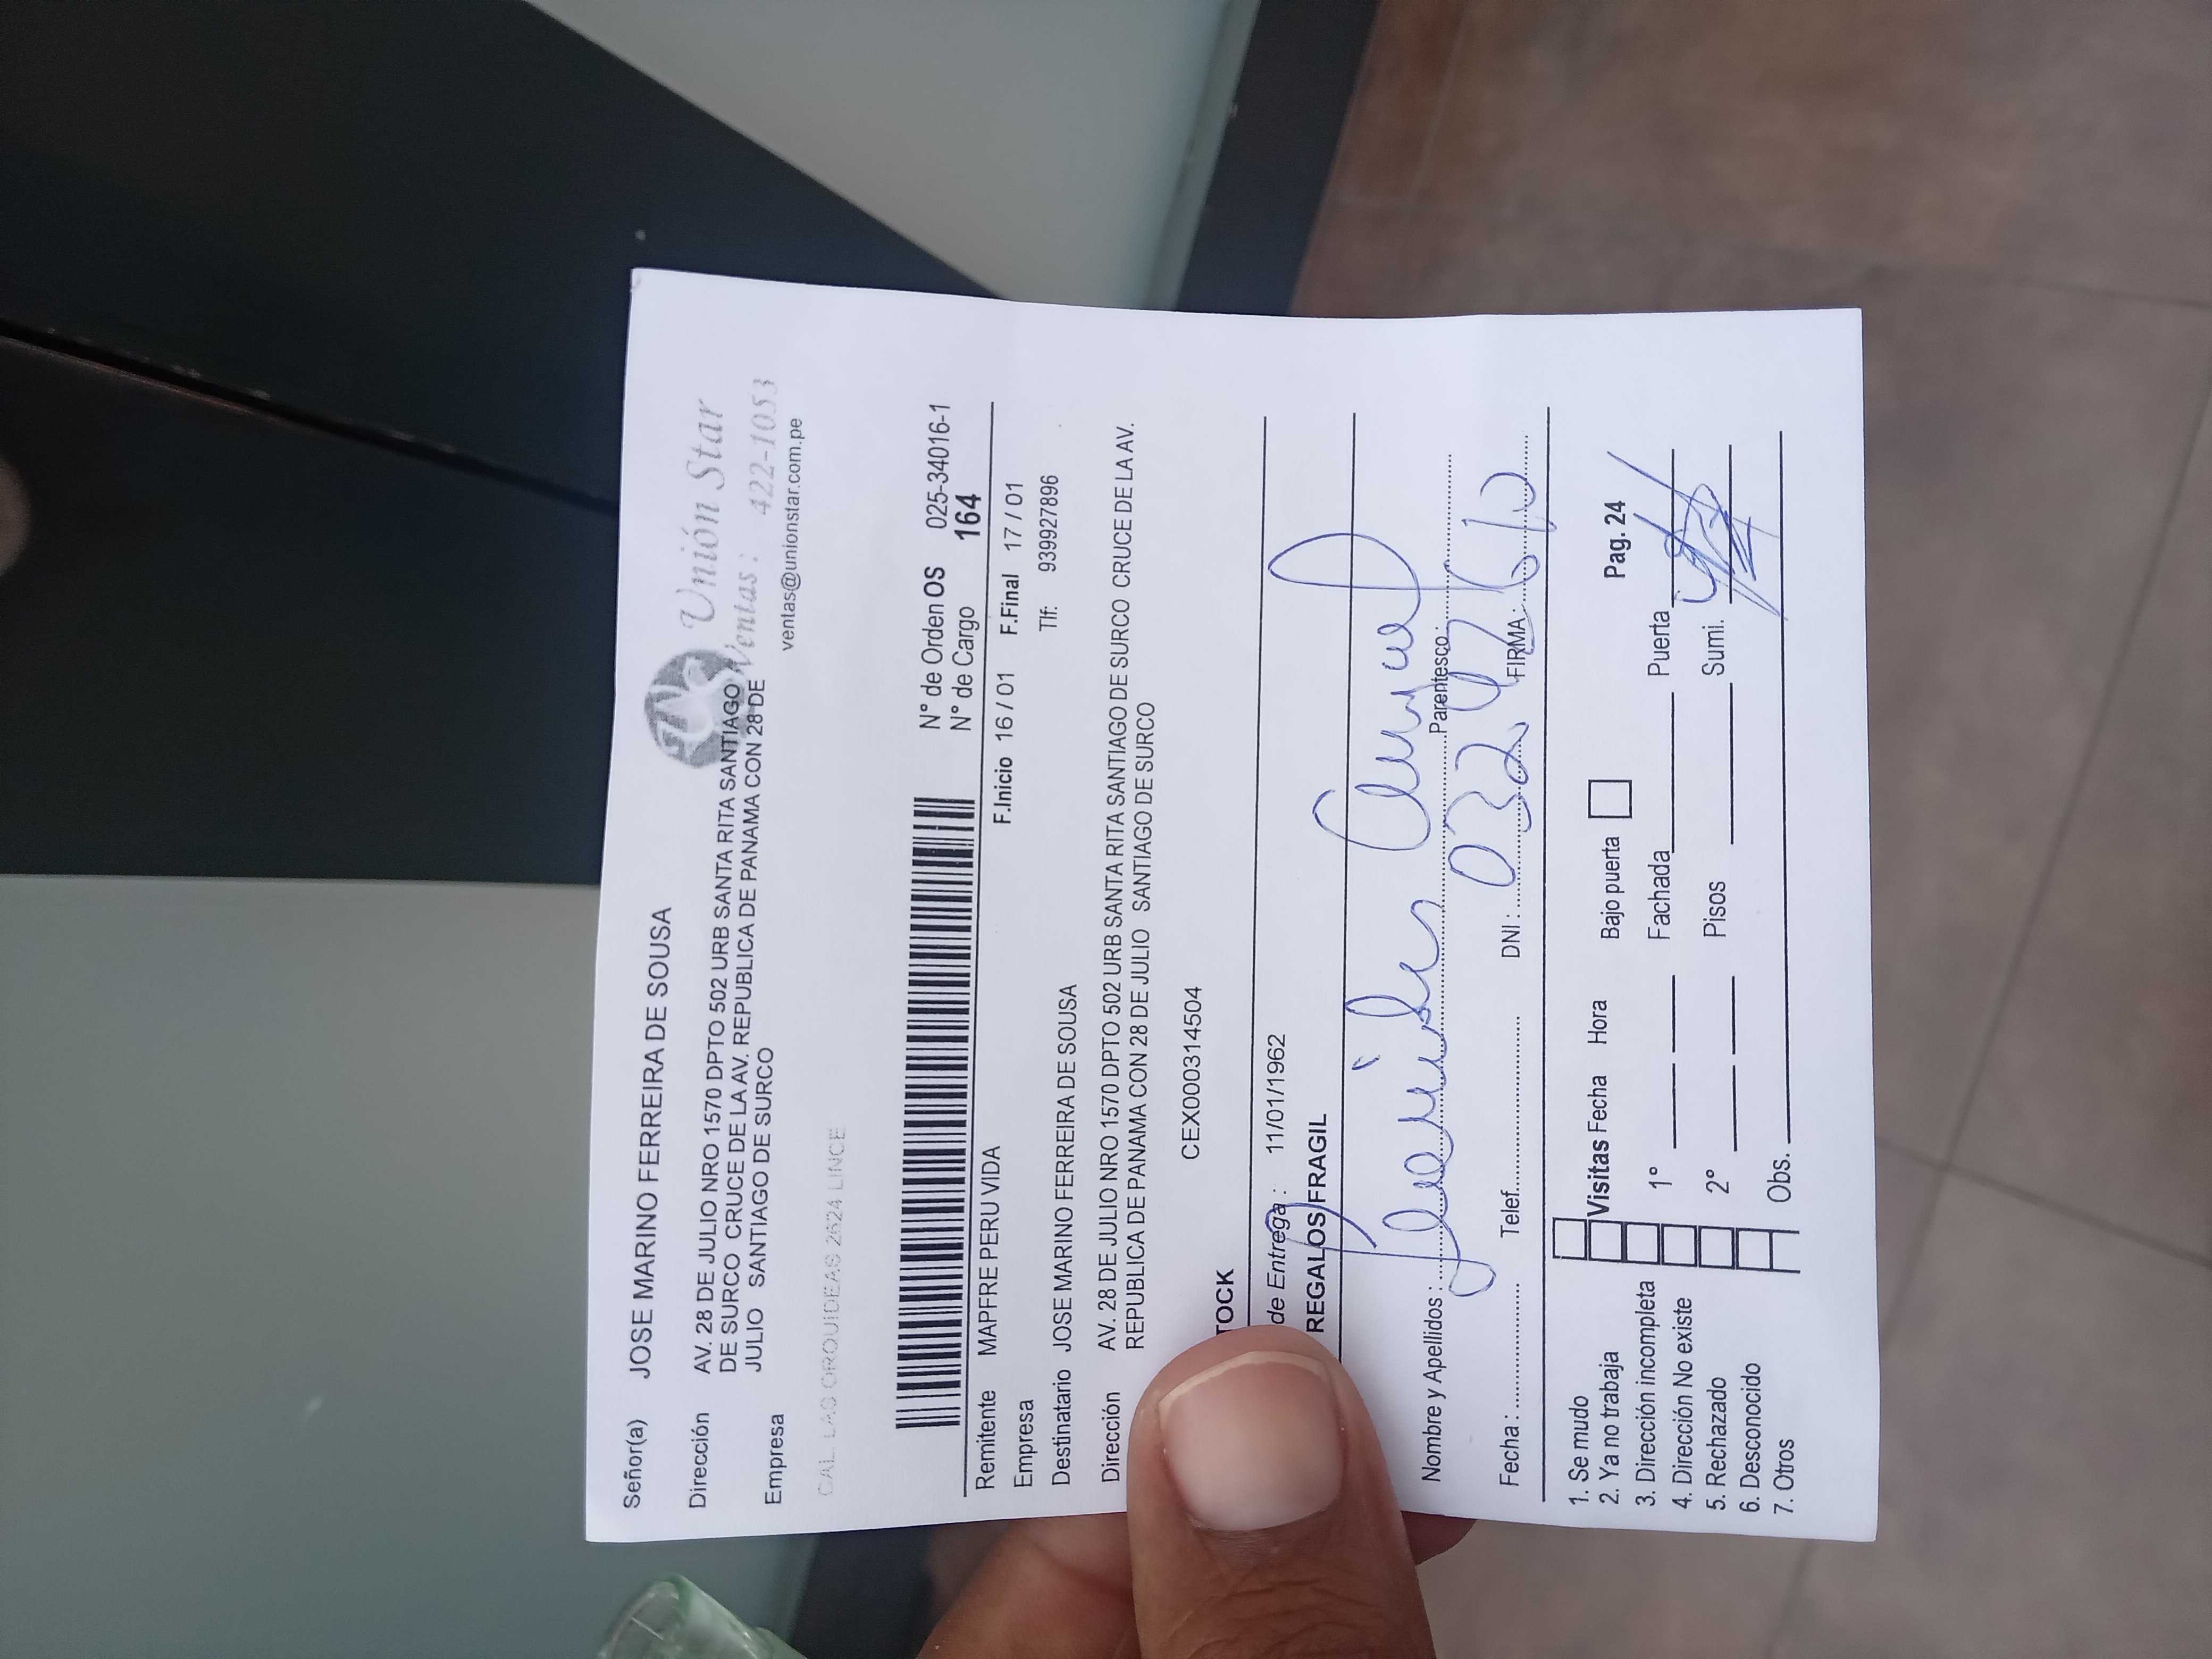 Señor(a) JOSE MARINO FERREIRA DE SOUSA
Unión Star
Ventas: 422-1053
ventas@unionstar.com.pe
Dirección AV. 28 DE JULIO NRO 1570 DPTO 502 URB SANTA RITA SANTIAGO
DE SURCO CRUCE DE LA AV. REPUBLICA DE PANAMA CON 28 DE
JULIO SANTIAGO DE SURCO
Empresa
CAL. LAS ORQUIDEAS 2624 LINCE
N° de Orden OS 025-34016-1
N° de Cargo 164
Remitente MAPFRE PERU VIDA F.Inicio 16 / 01 F.Final 17 / 01
Empresa Tlf: 939927896
Destinatario JOSE MARINO FERREIRA DE SOUSA
Dirección AV. 28 DE JULIO NRO 1570 DPTO 502 URB SANTA RITA SANTIAGO DE SURCO CRUCE DE LA AV.
REPUBLICA DE PANAMA CON 28 DE JULIO SANTIAGO DE SURCO
CEX000314504
TOCK
de Entrega : 11/01/1962
REGALOS FRAGIL
Nombre y Apellidos : Parentesco :
Fecha : Telef. DNI : FIRMA :
1. Se mudo
2. Ya no trabaja
3. Dirección incompleta
4. Dirección No existe
5. Rechazado
6. Desconocido
7. Otros
Visitas Fecha Hora Bajo puerta Pag. 24
1° Fachada Puerta
2° Pisos Sumi.
Obs.